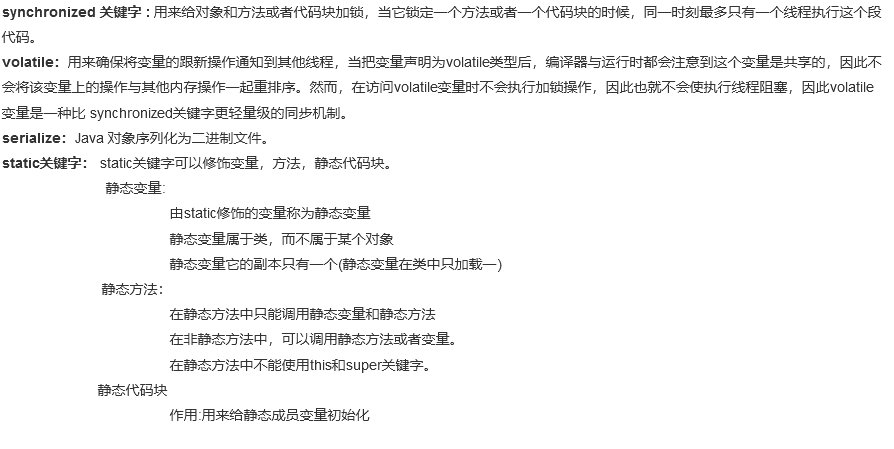 synchronized 关键字 : 用来给对象和方法或者代码块加锁，当它锁定一个方法或者一个代码块的时候，同一时刻最多只有一个线程执行这个段
代码。
volatile：用来确保将变量的跟新操作通知到其他线程，当把变量声明为volatile类型后，编译器与运行时都会注意到这个变量是共享的，因此不
会将该变量上的操作与其他内存操作一起重排序。然而，在访问volatile变量时不会执行加锁操作，因此也就不会使执行线程阻塞，因此volatile
变量是一种比 synchronized关键字更轻量级的同步机制。
serialize：Java 对象序列化为二进制文件。
static关键字： static关键字可以修饰变量，方法，静态代码块。
静态变量:
由static修饰的变量称为静态变量
静态变量属于类，而不属于某个对象
静态变量它的副本只有一个(静态变量在类中只加载一)
静态方法：
在静态方法中只能调用静态变量和静态方法
在非静态方法中，可以调用静态方法或者变量。
在静态方法中不能使用this和super关键字。
静态代码块
作用:用来给静态成员变量初始化